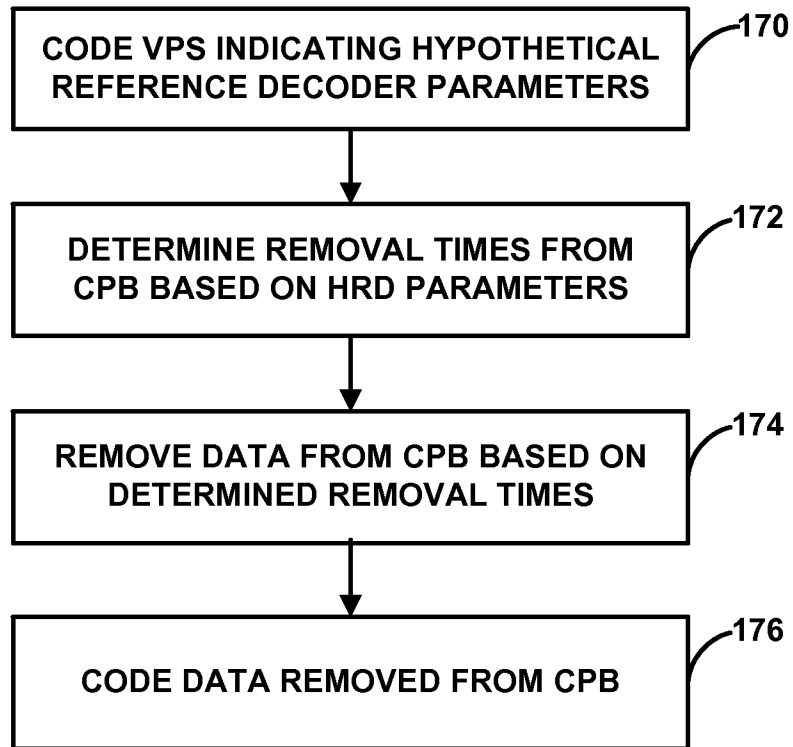 170
CODE VPS INDICATING HYPOTHETICAL
REFERENCE DECODER PARAMETERS
172
DETERMINE REMOVAL TIMES FROM
CPB BASED ON HRD PARAMETERS
174
REMOVE DATA FROM CPB BASED ON
DETERMINED REMOVAL TIMES
176
CODE DATA REMOVED FROM CPB